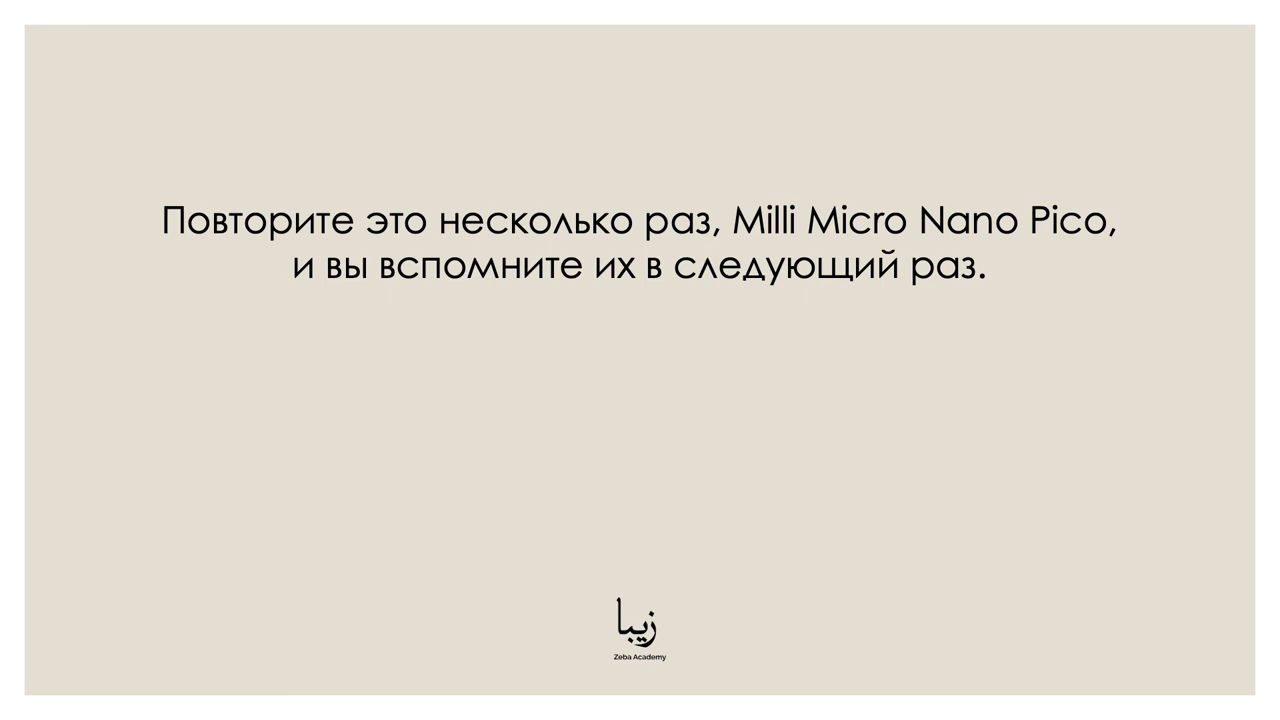 Повторите это несколько раз, Milli Micro Nano Pico,
и вы вспомните их в следующий раз.
زیبا
Zeba Academy